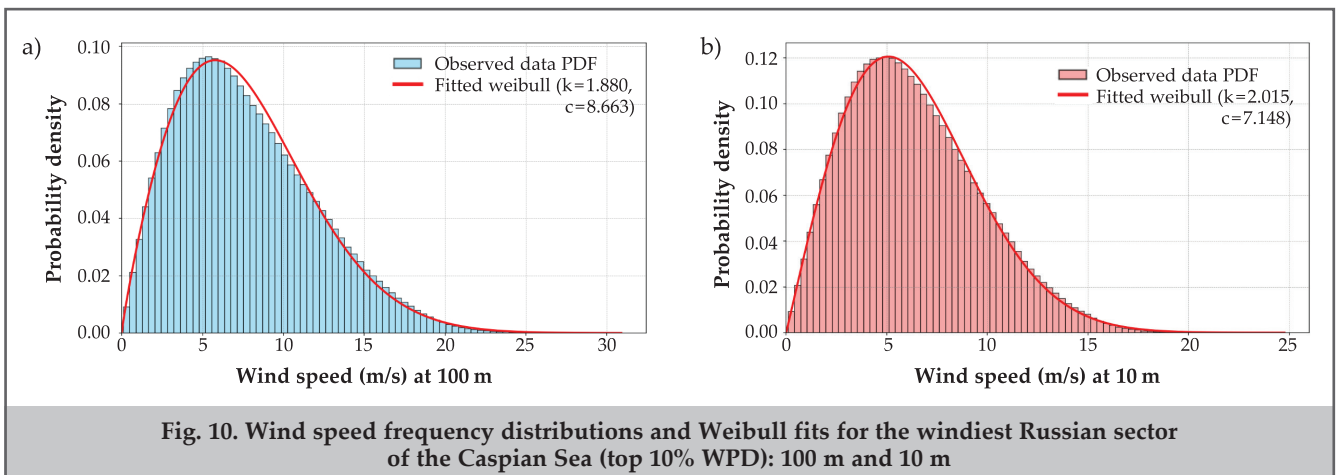 a)
0.10
0.08
0.06
0.04
0.02
0.00
Probability density
Observed data PDF
Fitted weibull (k=1.880,
c=8.663)
0 5 10 15 20 25 30
Wind speed (m/s) at 100 m
b)
0.12
0.10
0.08
0.06
0.04
0.02
0.00
Probability density
Observed data PDF
Fitted weibull (k=2.015,
c=7.148)
0 5 10 15 20 25
Wind speed (m/s) at 10 m
Fig. 10. Wind speed frequency distributions and Weibull fits for the windiest Russian sector
of the Caspian Sea (top 10% WPD): 100 m and 10 m